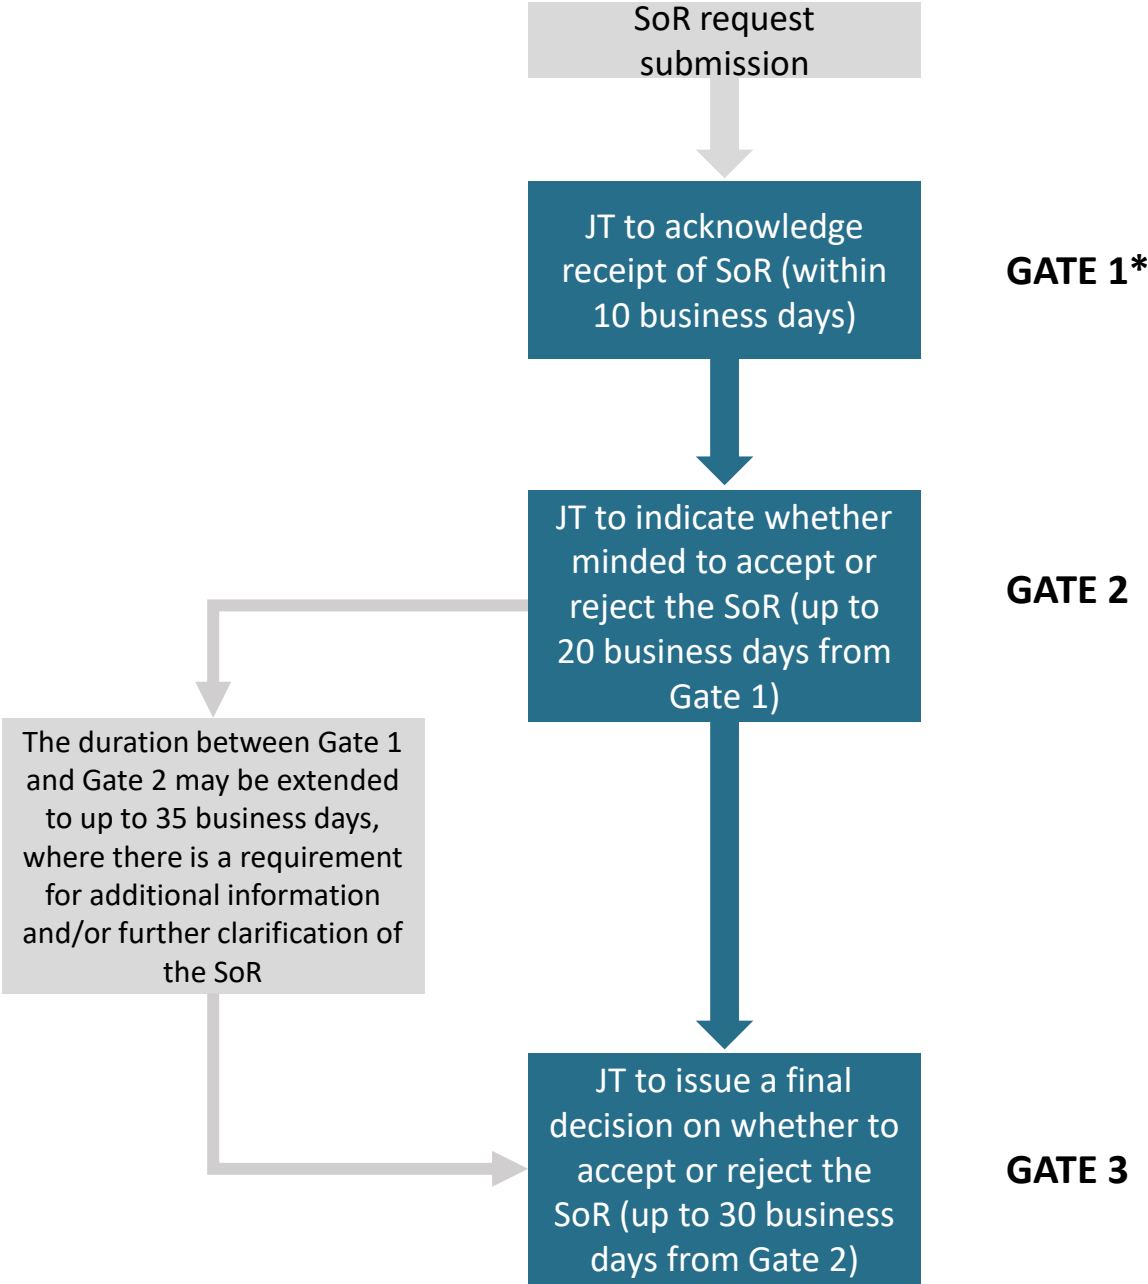 SoR request
submission
JT to acknowledge
receipt of SoR (within
10 business days)
GATE 1*
JT to indicate whether
minded to accept or
reject the SoR (up to
20 business days from
Gate 1)
GATE 2
The duration between Gate 1
and Gate 2 may be extended
to up to 35 business days,
where there is a requirement
for additional information
and/or further clarification of
the SoR
JT to issue a final
decision on whether to
accept or reject the
SoR (up to 30 business
days from Gate 2)
GATE 3